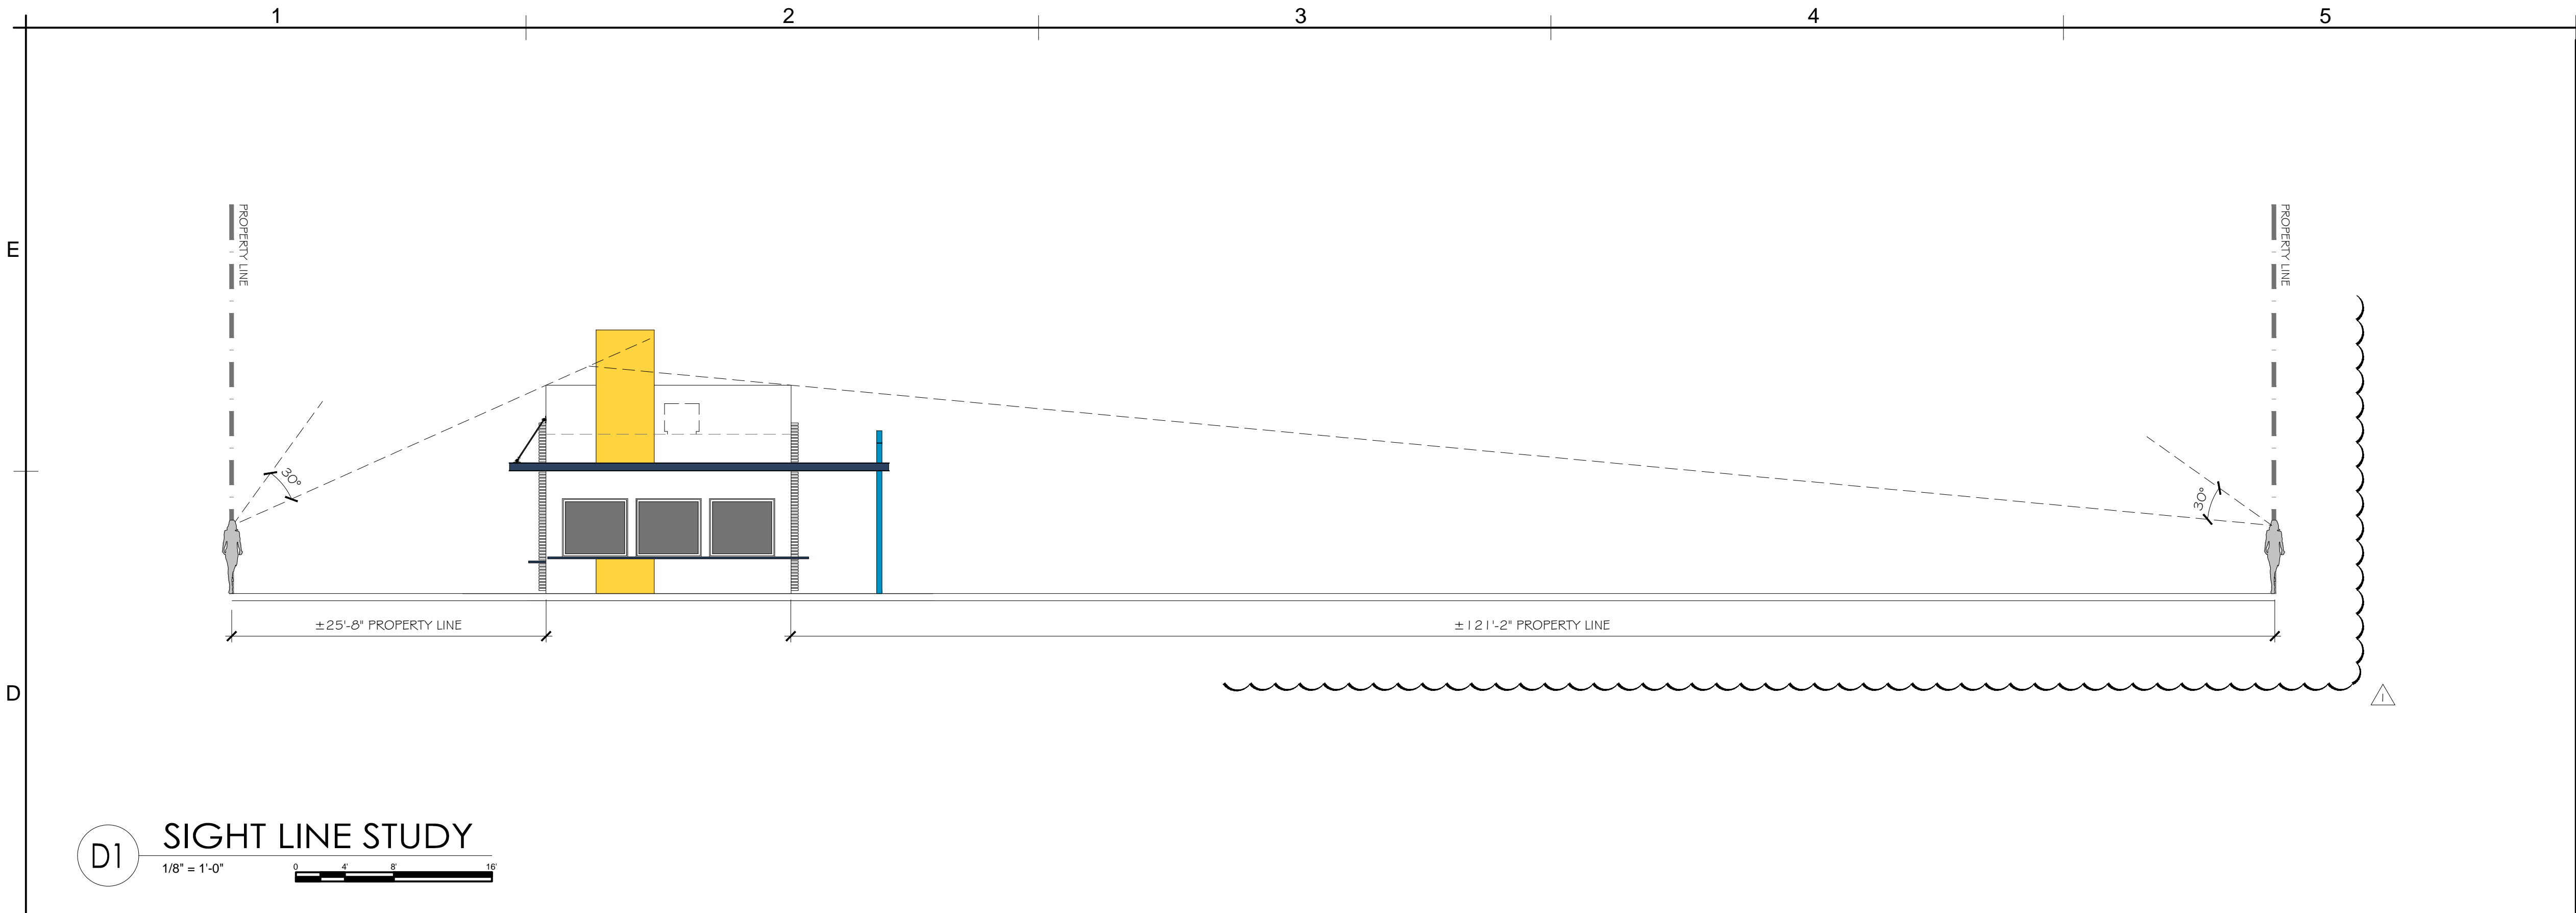 1 2 3 4 5
E
PROPERTY LINE
PROPERTY LINE
30°
30°
±25'-8" PROPERTY LINE
±121'-2" PROPERTY LINE
D
1
D1
SIGHT LINE STUDY
1/8" = 1'-0"
0 4' 8' 16'